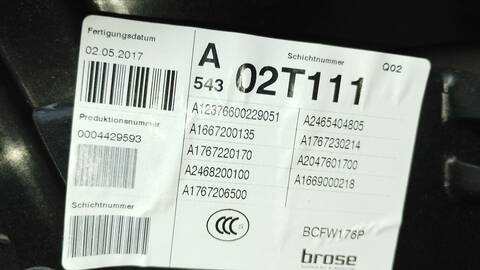 Fertigungsdatum
02.05.2017
Produktionsnummer
0004429593
Schichtnummer
A
543
Schichtnummer
02T111
Q02
A12376600229051
A1667200135
A1767220170
A2468200100
A1767206500
A2465404805
A1767230214
A2047601700
A1669000218
CCC
BCFW176P
brose